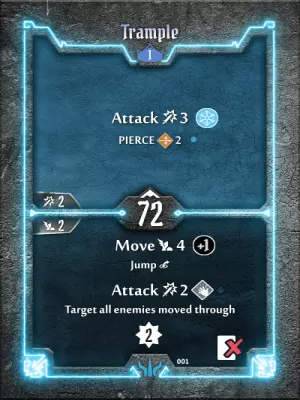 Trample
1
Attack 3
PIERCE 2
2
72
2
Move 4 +1
Jump
Attack 2
Target all enemies moved through
2
001